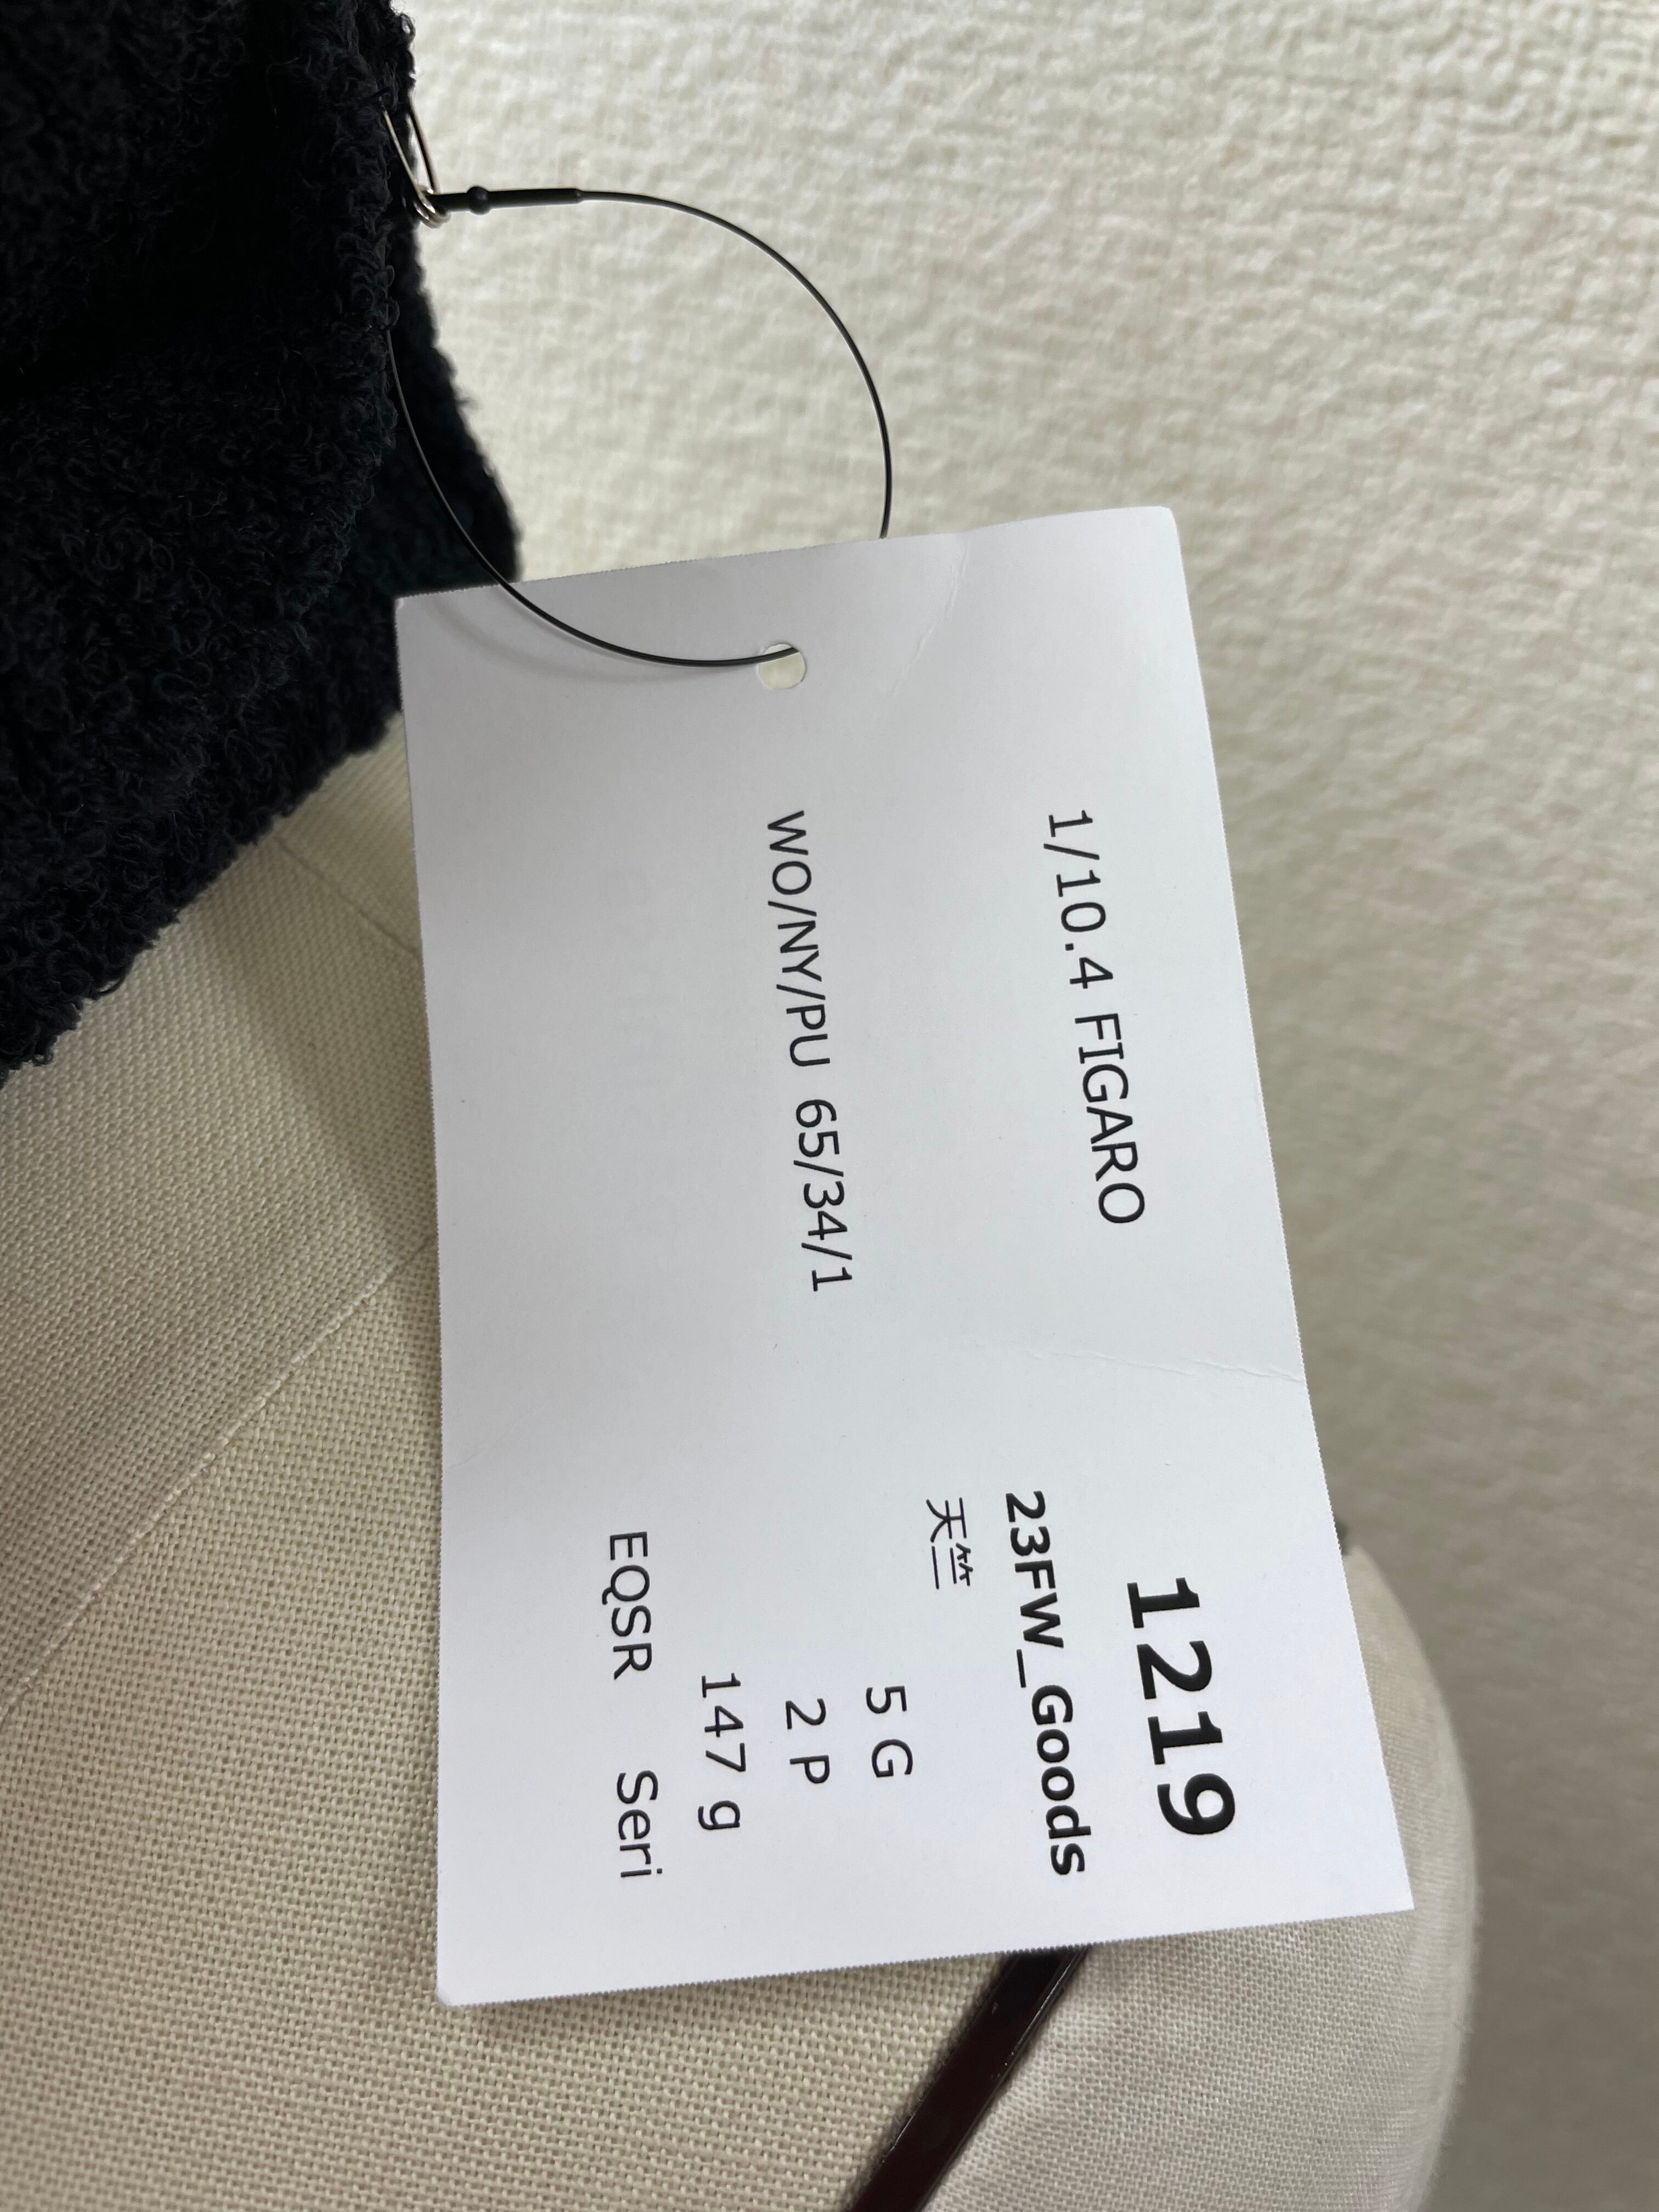 1219
1/10.4 FIGARO
23FW_Goods
天竺
WO/NY/PU 65/34/1
5 G
2 P
147 g
EQSR Seri